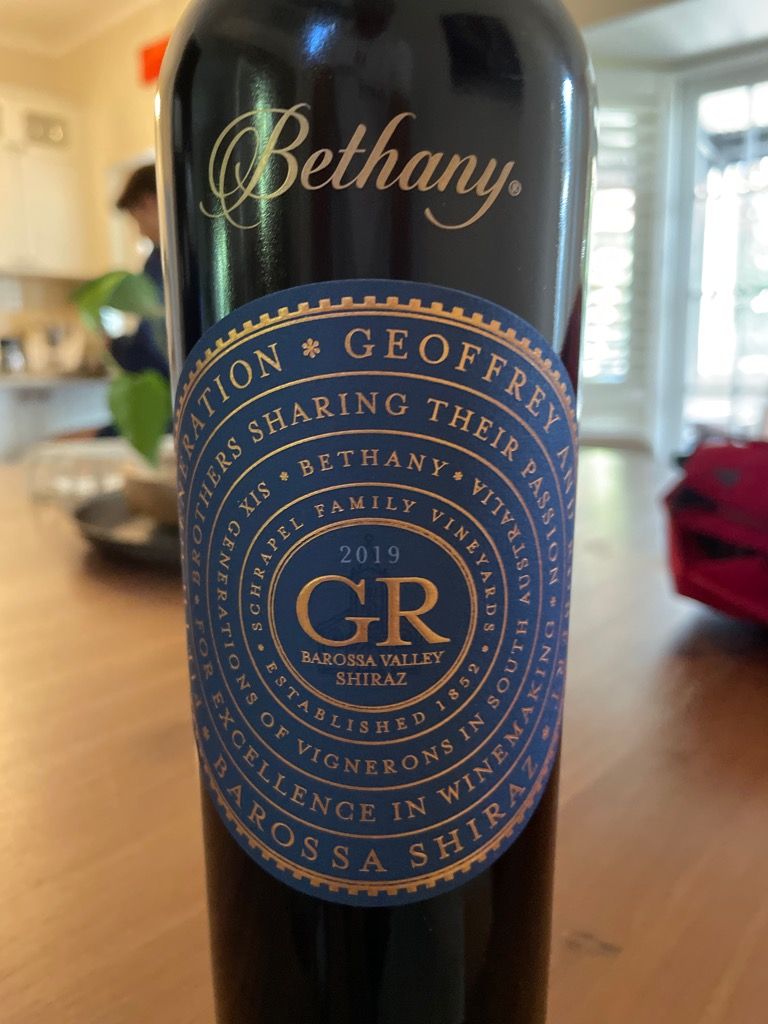 Bethany®
ERATION * GEOFFREY AND
BROTHERS SHARING THEIR PASSION
FOR EXCELLENCE IN WINEMAKING
* BETHANY *
SIX GENERATIONS OF VIGNERONS IN SOUTH AUSTRALIA
SCHRAPEL FAMILY VINEYARDS
• ESTABLISHED 1852 •
2019
GR
BAROSSA VALLEY
SHIRAZ
* BAROSSA SHIRAZ *